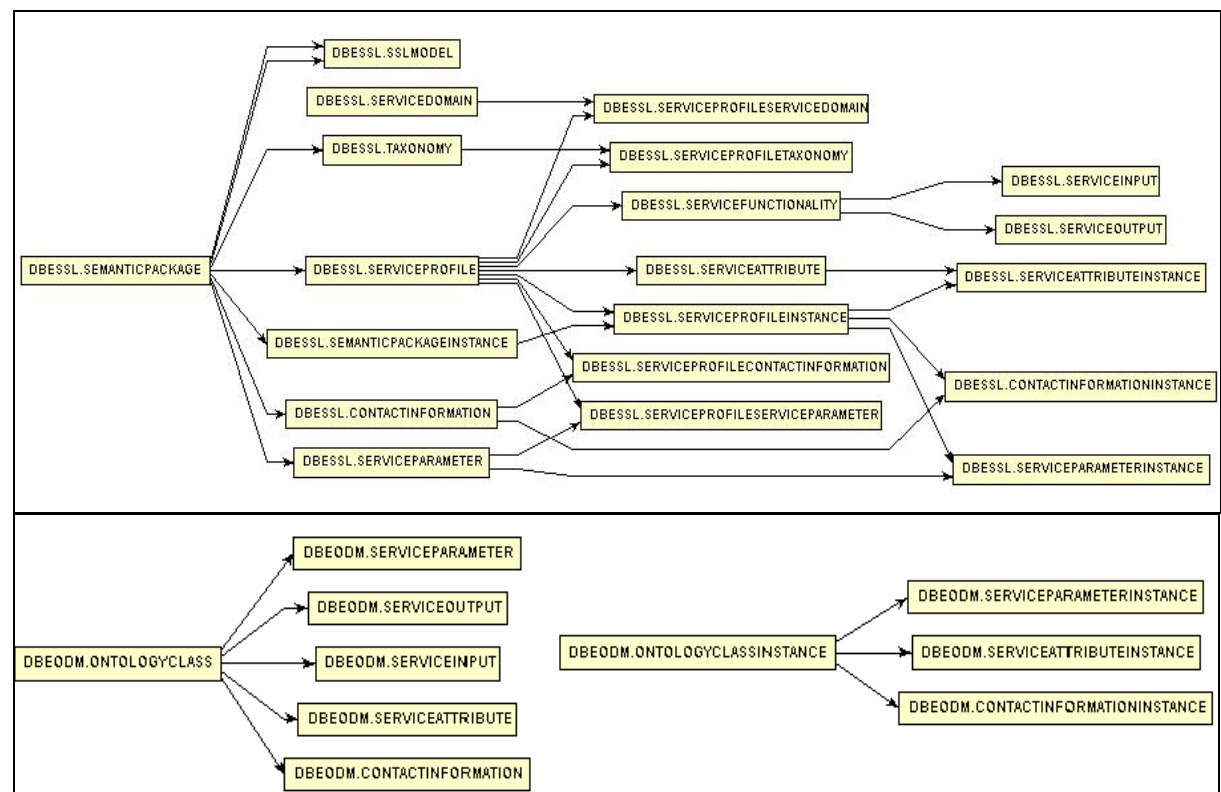 DBESSL.SSLMODEL
DBESSL.SERVICEDOMAIN
DBESSL.SERVICEPROFILESERVICEDOMAIN
DBESSL.TAXONOMY
DBESSL.SERVICEPROFILETAXONOMY
DBESSL.SERVICEINPUT
DBESSL.SERVICEFUNCTIONALITY
DBESSL.SERVICEOUTPUT
DBESSL.SEMANTICPACKAGE
DBESSL.SERVICEPROFILE
DBESSL.SERVICEATTRIBUTE
DBESSL.SERVICEATTRIBUTEINSTANCE
DBESSL.SERVICEPROFILEINSTANCE
DBESSL.SEMANTICPACKAGEINSTANCE
DBESSL.SERVICEPROFILECONTACTINFORMATION
DBESSL.CONTACTINFORMATIONINSTANCE
DBESSL.CONTACTINFORMATION
DBESSL.SERVICEPROFILESERVICEPARAMETER
DBESSL.SERVICEPARAMETER
DBESSL.SERVICEPARAMETERINSTANCE
DBEODM.SERVICEPARAMETER
DBEODM.SERVICEOUTPUT
DBEODM.ONTOLOGYCLASS
DBEODM.SERVICEINPUT
DBEODM.SERVICEATTRIBUTE
DBEODM.CONTACTINFORMATION
DBEODM.SERVICEPARAMETERINSTANCE
DBEODM.ONTOLOGYCLASSINSTANCE
DBEODM.SERVICEATTRIBUTEINSTANCE
DBEODM.CONTACTINFORMATIONINSTANCE